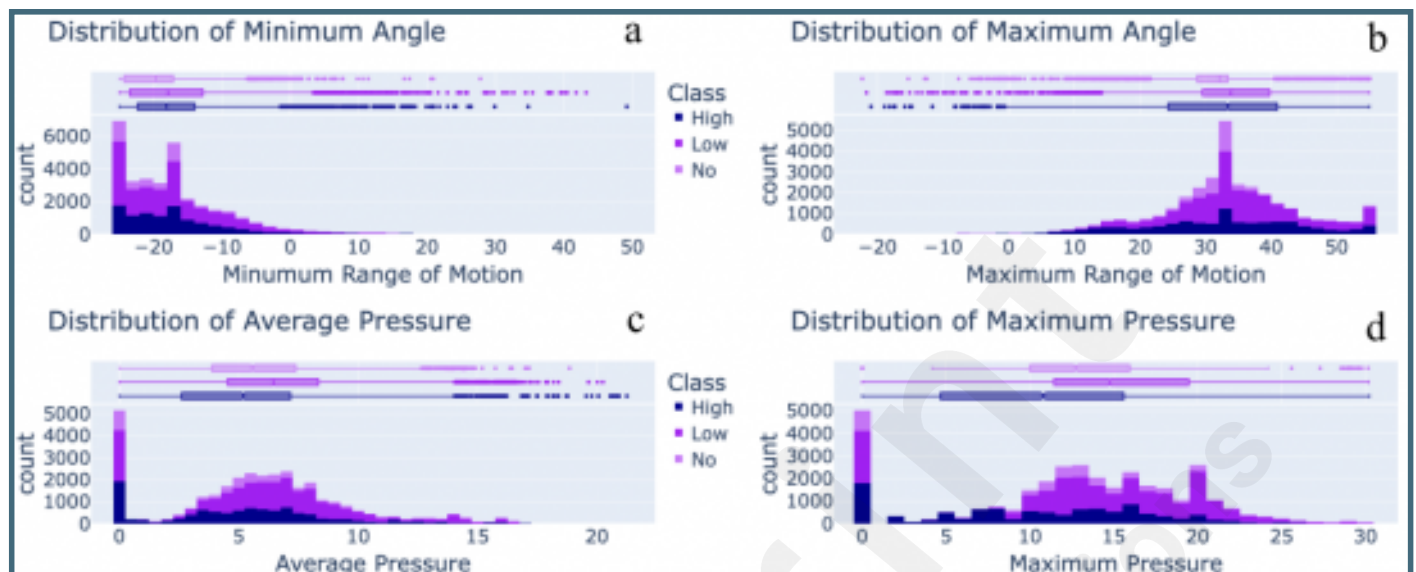 Distribution of Minimum Angle
a
Class
High
Low
No
6000
4000
2000
0
count
−20 −10 0 10 20 30 40 50
Minumum Range of Motion
Distribution of Maximum Angle
b
5000
4000
3000
2000
1000
0
count
−20 −10 0 10 20 30 40 50
Maximum Range of Motion
Distribution of Average Pressure
c
Class
High
Low
No
5000
4000
3000
2000
1000
0
count
0 5 10 15 20
Average Pressure
Distribution of Maximum Pressure
d
5000
4000
3000
2000
1000
0
count
0 5 10 15 20 25 30
Maximum Pressure